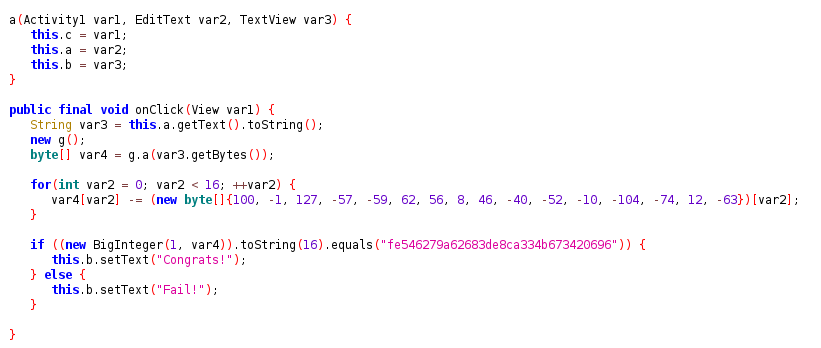 a(Activity1 var1, EditText var2, TextView var3) {
this.c = var1;
this.a = var2;
this.b = var3;
}
public final void onClick(View var1) {
String var3 = this.a.getText().toString();
new g();
byte[] var4 = g.a(var3.getBytes());
for(int var2 = 0; var2 < 16; ++var2) {
var4[var2] -= (new byte[]{100, -1, 127, -57, -59, 62, 56, 8, 46, -40, -52, -10, -104, -74, 12, -63})[var2];
}
if ((new BigInteger(1, var4)).toString(16).equals("fe546279a62683de8ca334b673420696")) {
this.b.setText("Congrats!");
} else {
this.b.setText("Fail!");
}
}